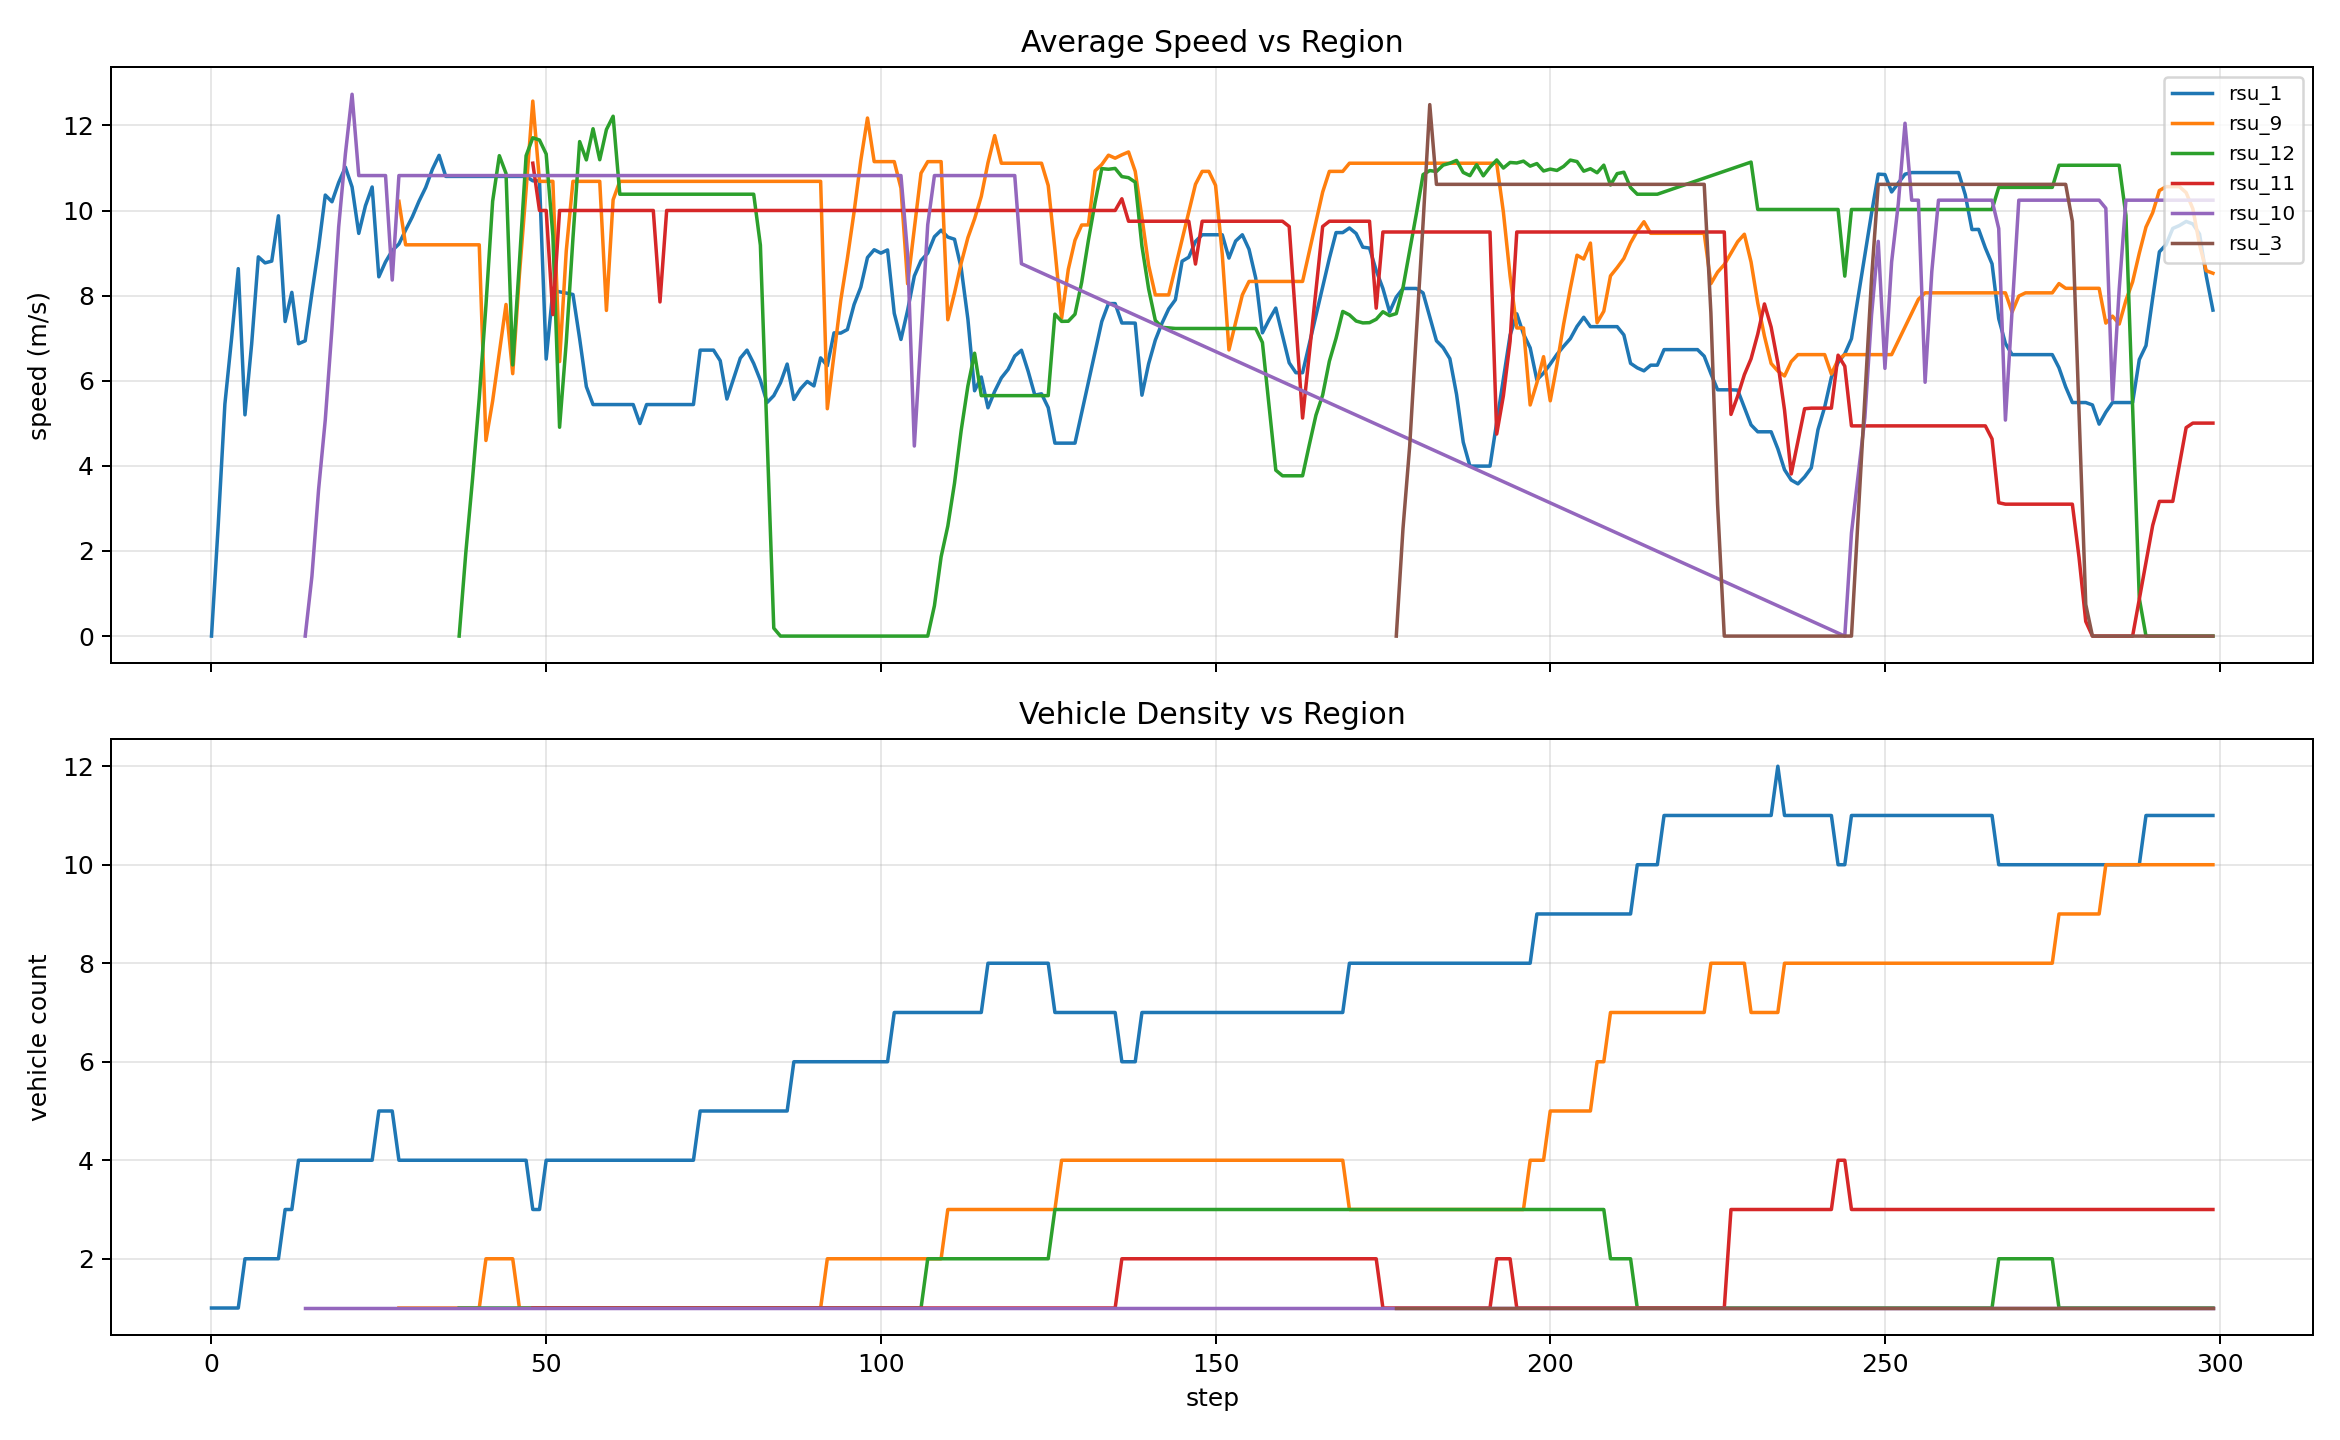 Average Speed vs Region
speed (m/s)
12
10
8
6
4
2
0
rsu_1
rsu_9
rsu_12
rsu_11
rsu_10
rsu_3
Vehicle Density vs Region
vehicle count
12
10
8
6
4
2
0 50 100 150 200 250 300
step